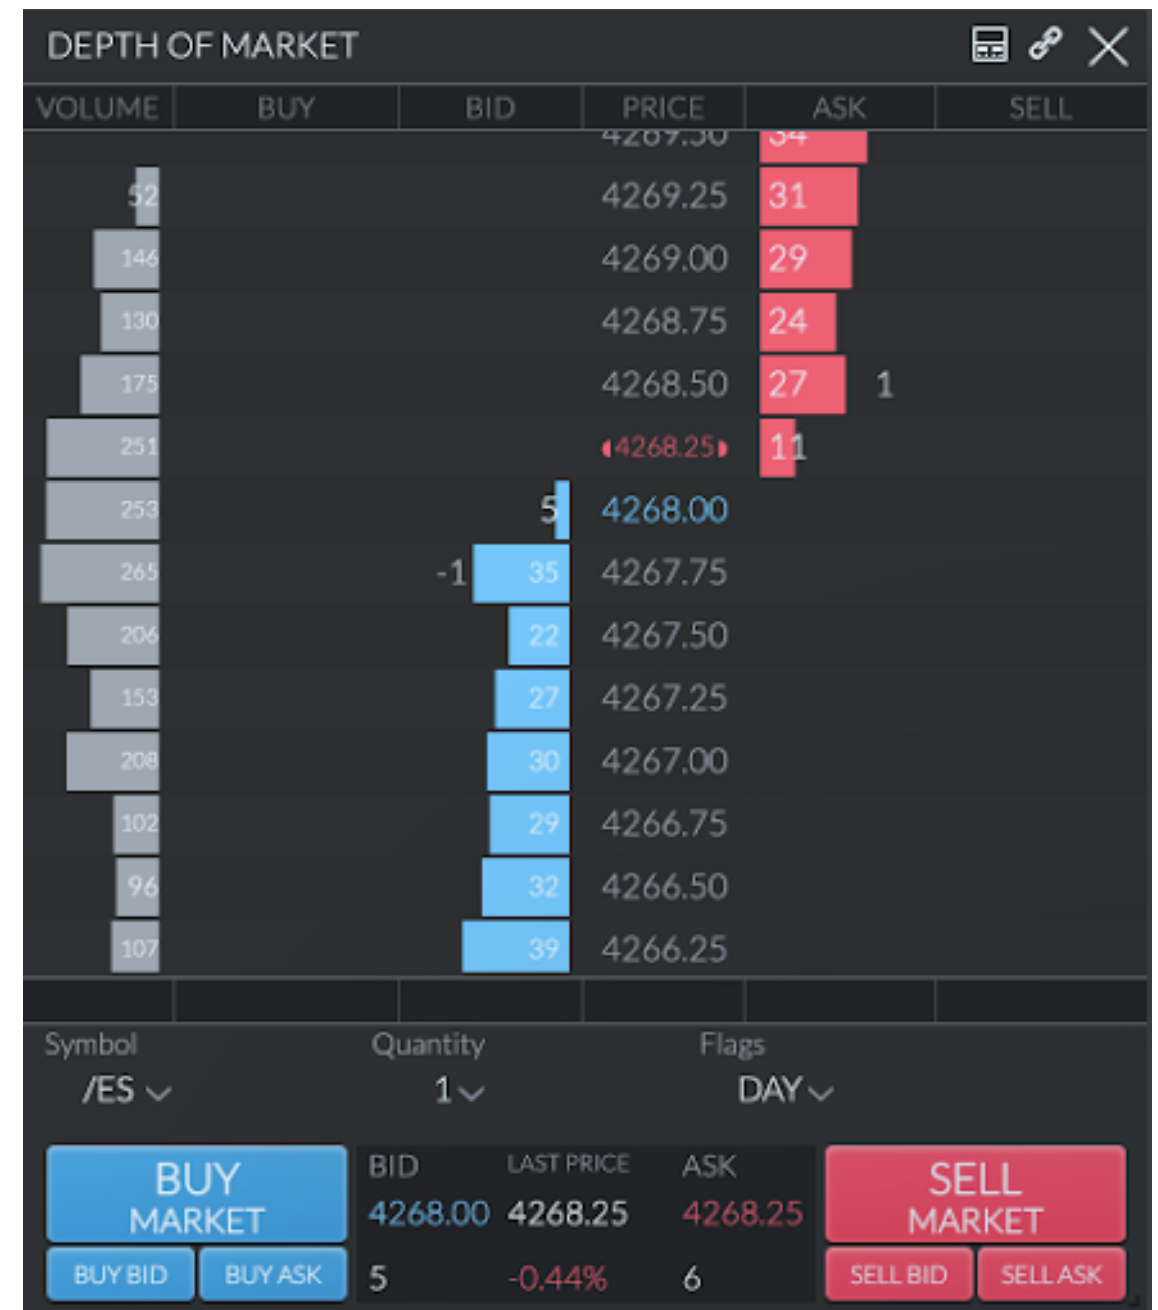 DEPTH OF MARKET
VOLUME BUY BID PRICE ASK SELL
4269.50 34
52 4269.25 31
146 4269.00 29
130 4268.75 24
175 4268.50 27 1
251 4268.25 11
253 5 4268.00
265 -1 35 4267.75
206 22 4267.50
153 27 4267.25
208 30 4267.00
102 29 4266.75
96 32 4266.50
107 39 4266.25
Symbol Quantity Flags
/ES 1 DAY
BUY MARKET BID LAST PRICE ASK SELL MARKET
4268.00 4268.25 4268.25
BUY BID BUY ASK 5 -0.44% 6 SELL BID SELL ASK